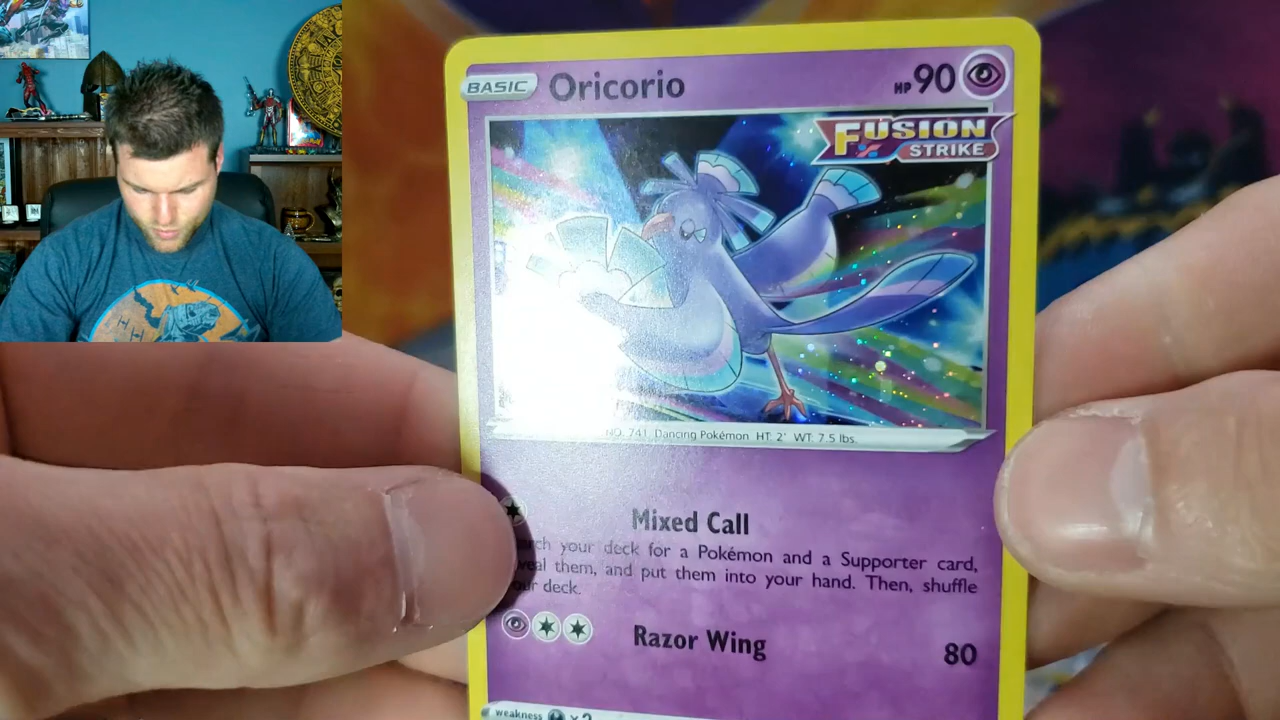 BASIC Oricorio HP 90
FUSION
STRIKE
NO. 741 Dancing Pokémon HT: 2' WT: 7.5 lbs.
Mixed Call
your deck for a Pokémon and a Supporter card,
them, and put them into your hand. Then, shuffle
deck.
Razor Wing 80
weakness ×2